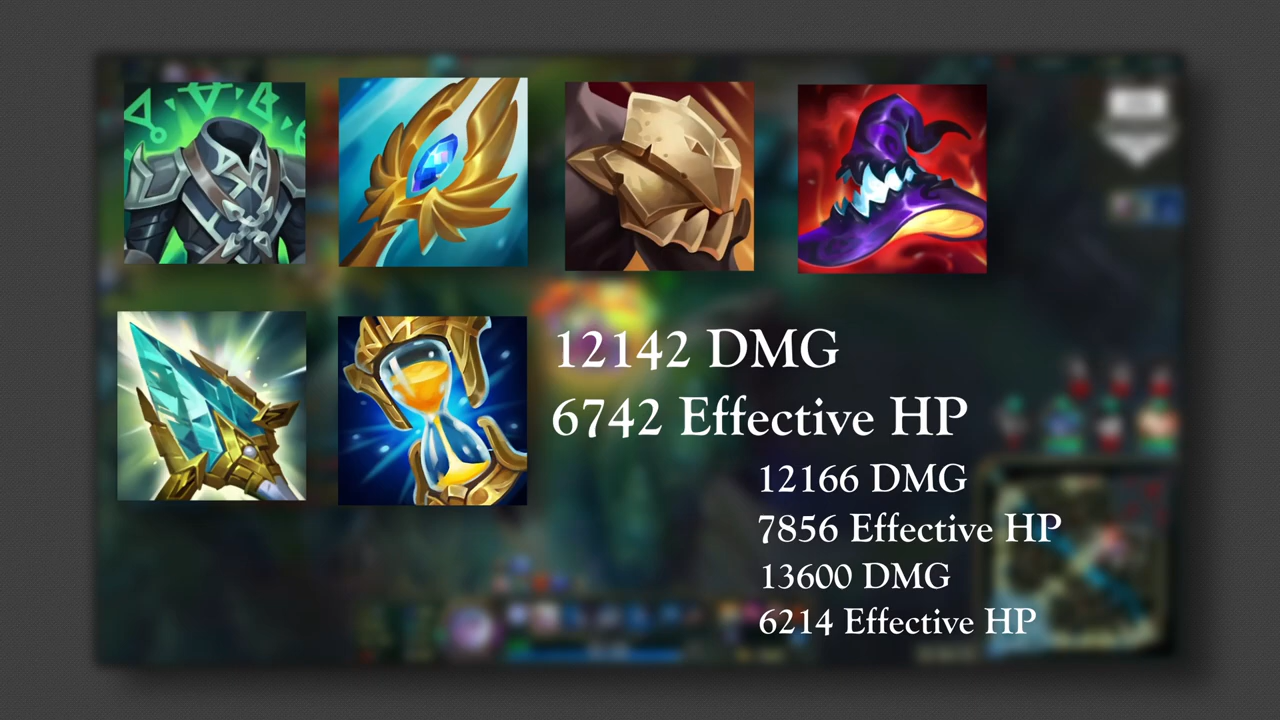 12142 DMG
6742 Effective HP
12166 DMG
7856 Effective HP
13600 DMG
6214 Effective HP